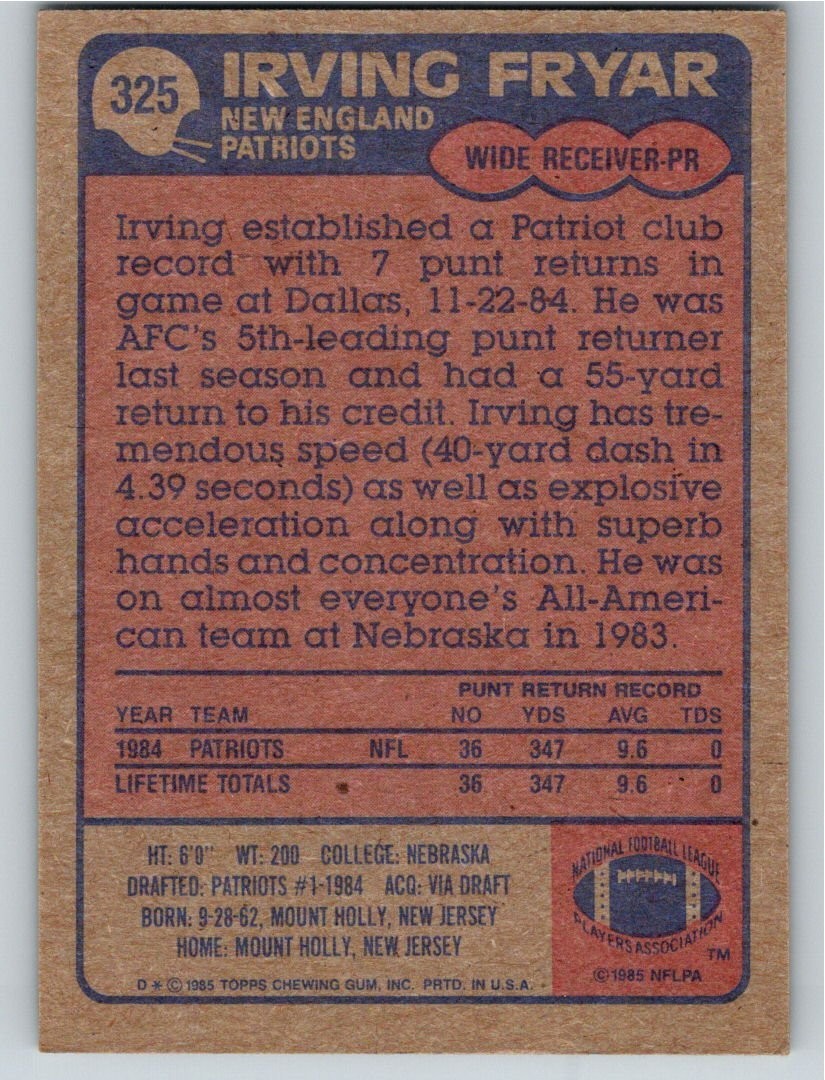 325
IRVING FRYAR
NEW ENGLAND
PATRIOTS
WIDE RECEIVER-PR
Irving established a Patriot club
record with 7 punt returns in
game at Dallas, 11-22-84. He was
AFC's 5th-leading punt returner
last season and had a 55-yard
return to his credit. Irving has tre-
mendous speed (40-yard dash in
4.39 seconds) as well as explosive
acceleration along with superb
hands and concentration. He was
on almost everyone's All-Ameri-
can team at Nebraska in 1983.
PUNT RETURN RECORD
YEAR TEAM NO YDS AVG TDS
1984 PATRIOTS NFL 36 347 9.6 0
LIFETIME TOTALS 36 347 9.6 0
HT: 6'0" WT: 200 COLLEGE: NEBRASKA
DRAFTED: PATRIOTS #1-1984 ACQ: VIA DRAFT
BORN: 9-28-62, MOUNT HOLLY, NEW JERSEY
HOME: MOUNT HOLLY, NEW JERSEY
D * © 1985 TOPPS CHEWING GUM, INC. PRTD. IN U.S.A.
NATIONAL FOOTBALL LEAGUE
PLAYERS ASSOCIATION
TM
© 1985 NFLPA